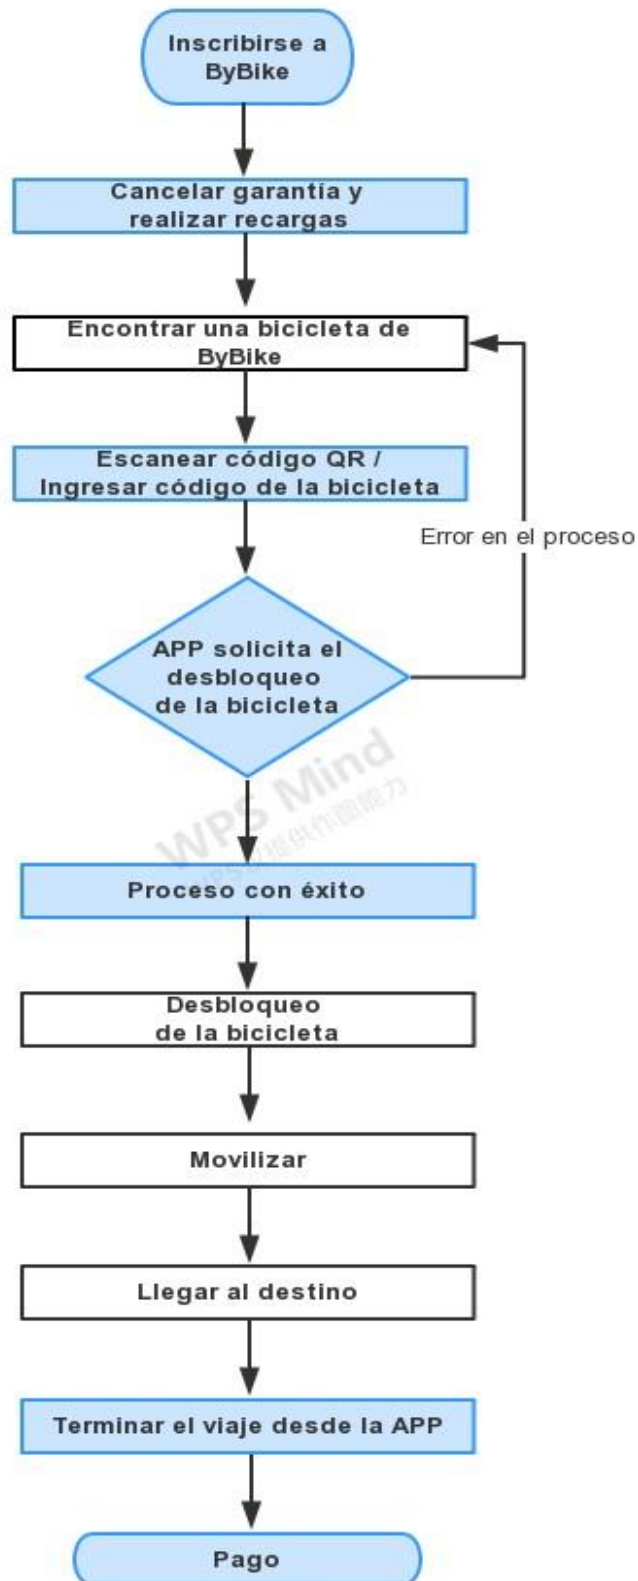 Inscribirse a
ByBike
Cancelar garantía y
realizar recargas
Encontrar una bicicleta de
ByBike
Escanear código QR /
Ingresar código de la bicicleta
Error en el proceso
APP solicita el
desbloqueo
de la bicicleta
WPS Mind
Proceso con éxito
Desbloqueo
de la bicicleta
Movilizar
Llegar al destino
Terminar el viaje desde la APP
Pago